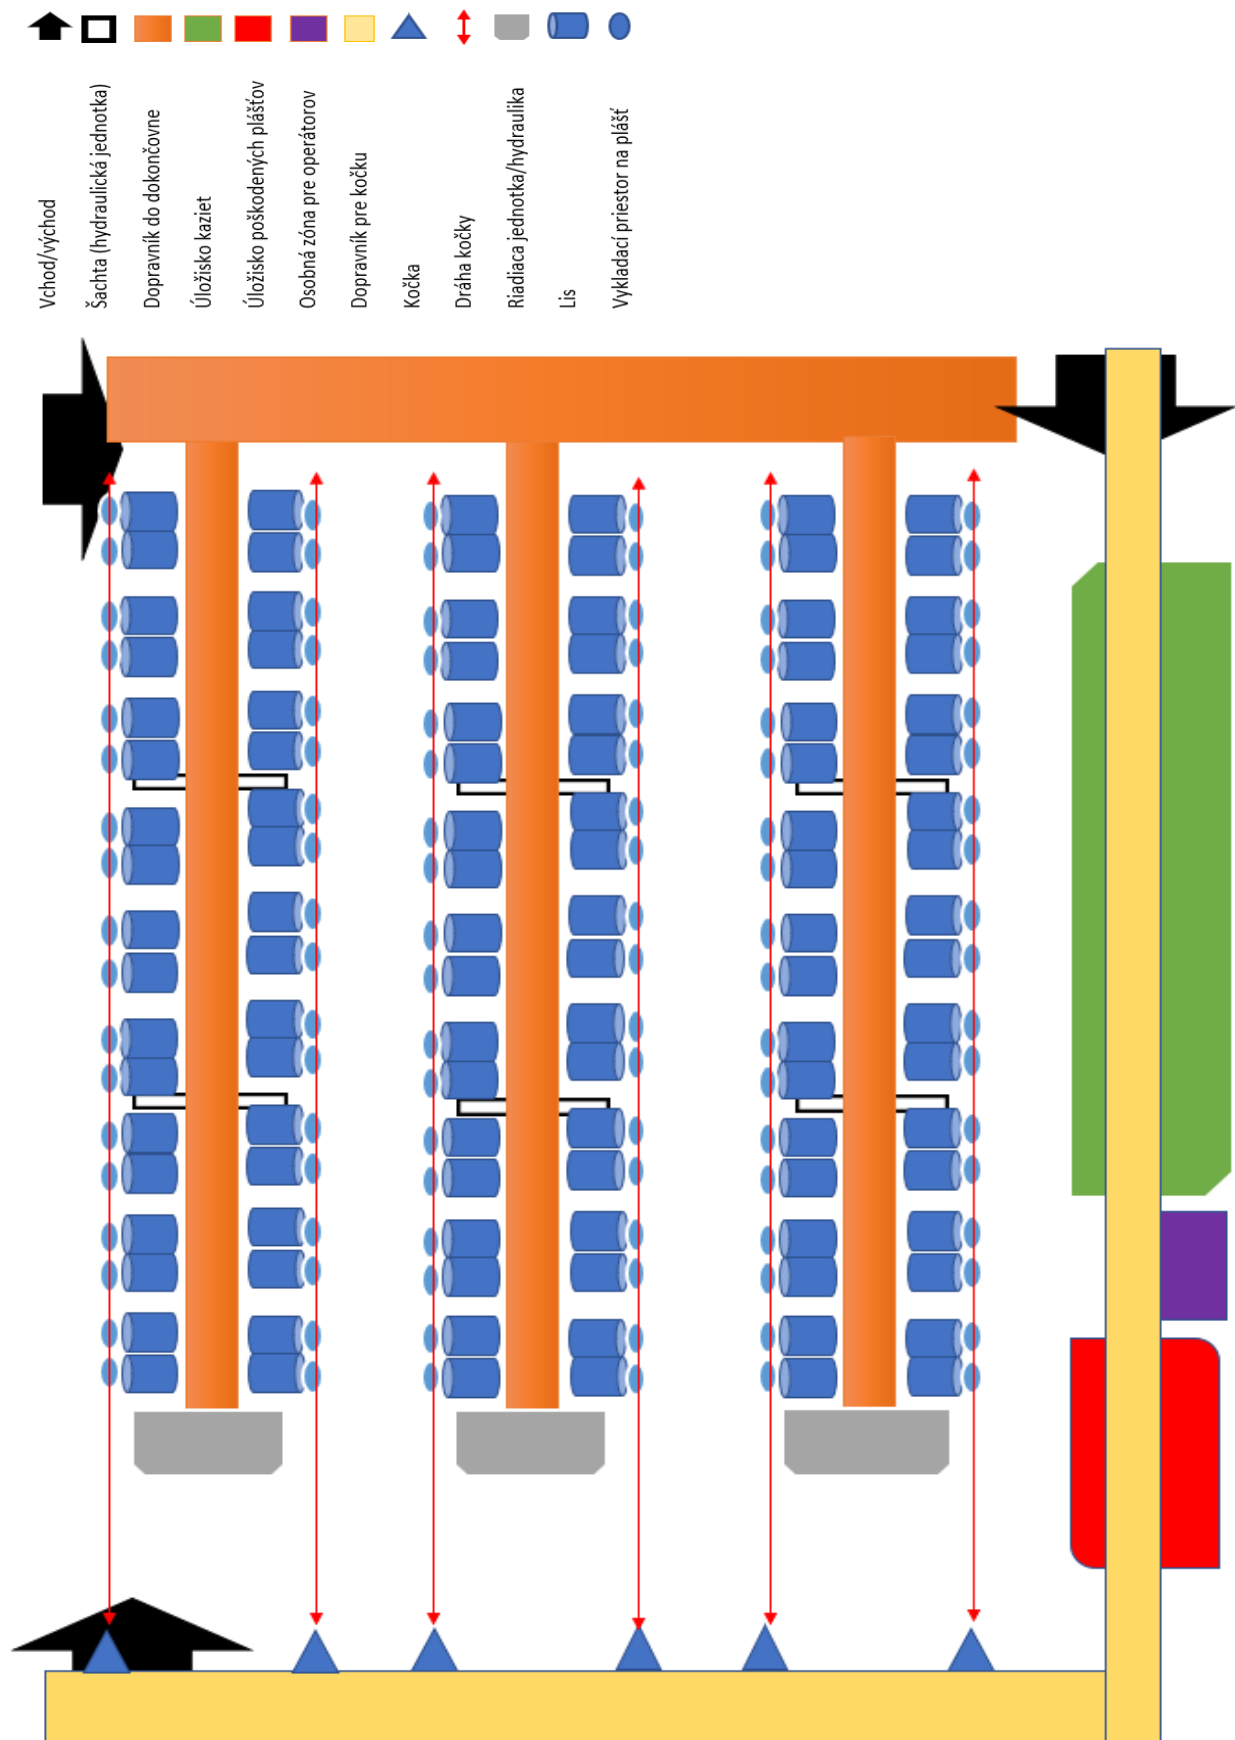 Vchod/východ
Šachta (hydraulická jednotka)
Dopravník do dokončovne
Úložisko kaziet
Úložisko poškodených plášťov
Osobná zóna pre operátorov
Dopravník pre kočku
Kočka
Dráha kočky
Riadiaca jednotka/hydraulika
Lis
Vykladací priestor na plášť